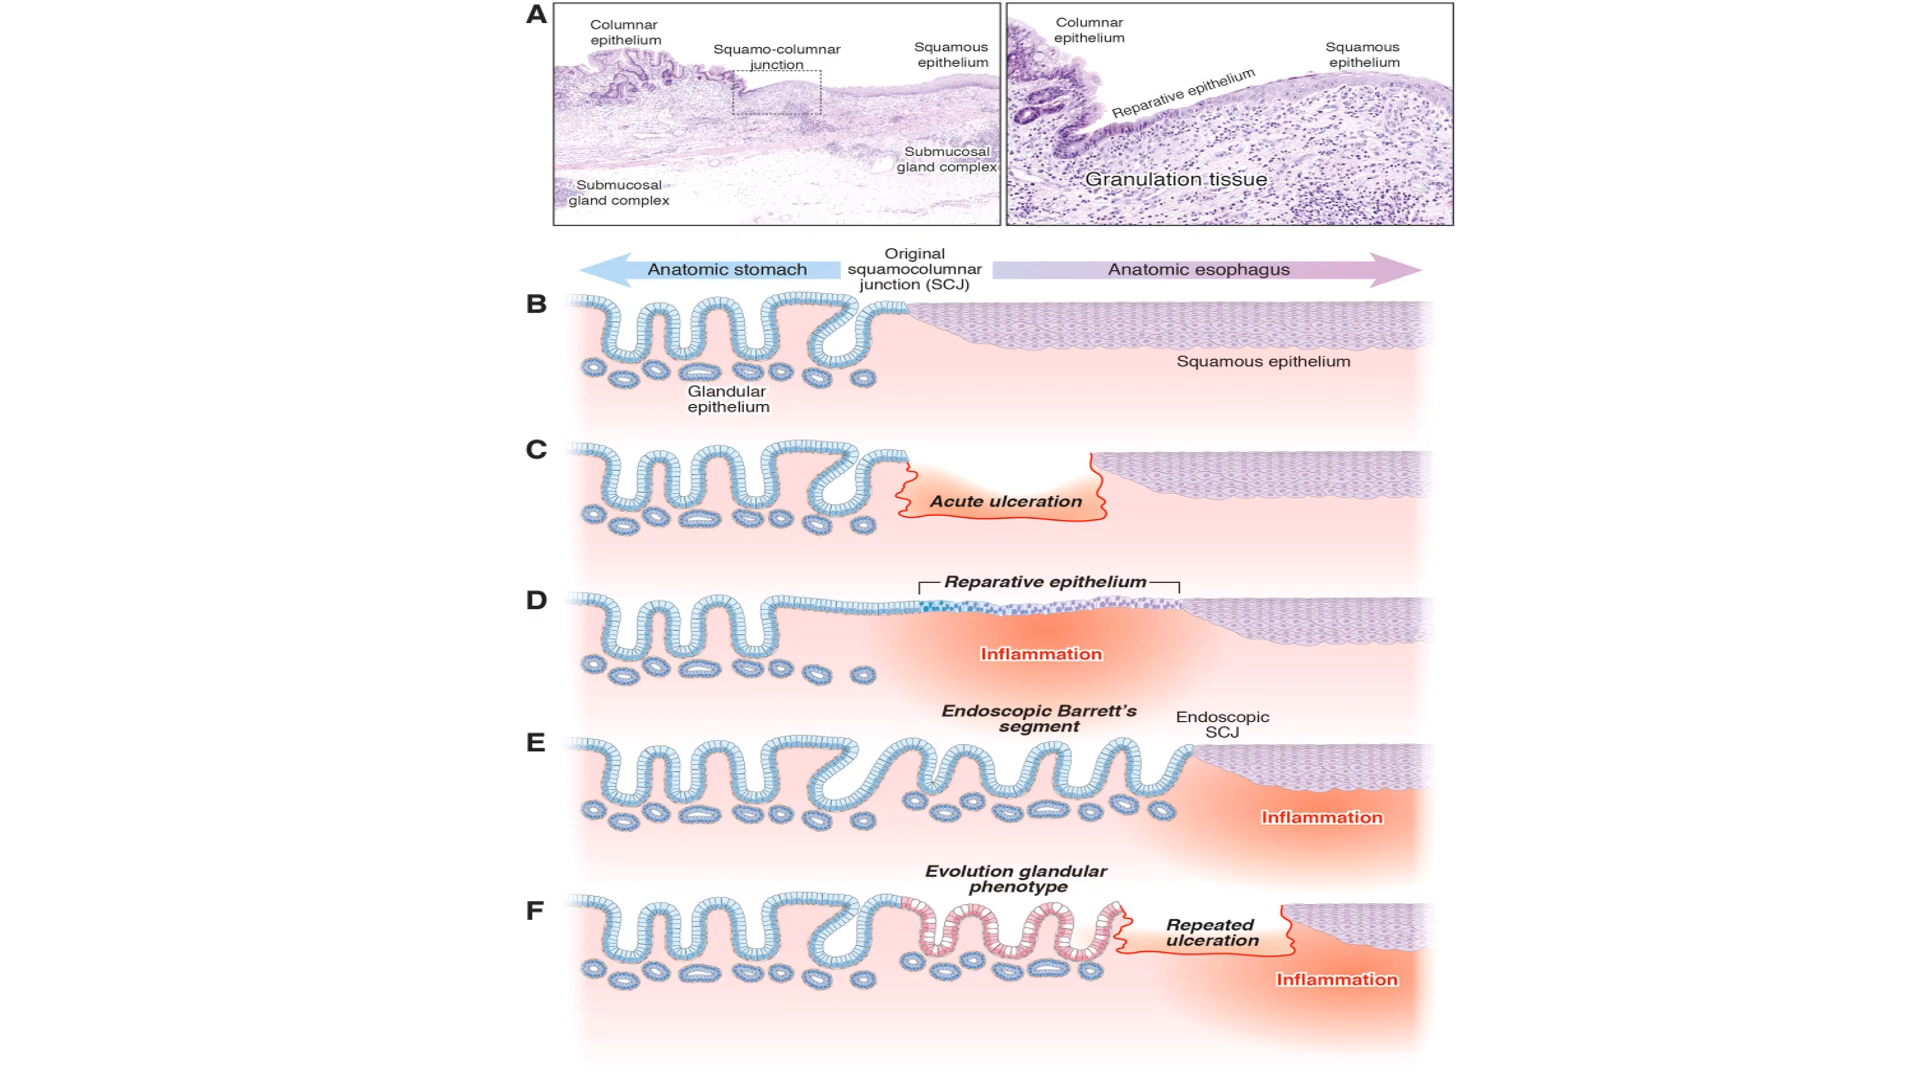 A
Columnar
epithelium
Squamo-columnar
junction
Squamous
epithelium
Submucosal
gland complex
Submucosal
gland complex
Columnar
epithelium
Reparative epithelium
Squamous
epithelium
Granulation tissue
Anatomic stomach
Original
squamocolumnar
junction (SCJ)
Anatomic esophagus
B
Glandular
epithelium
Squamous epithelium
C
Acute ulceration
D
Reparative epithelium
Inflammation
E
Endoscopic Barrett's
segment
Endoscopic
SCJ
Inflammation
F
Evolution glandular
phenotype
Repeated
ulceration
Inflammation